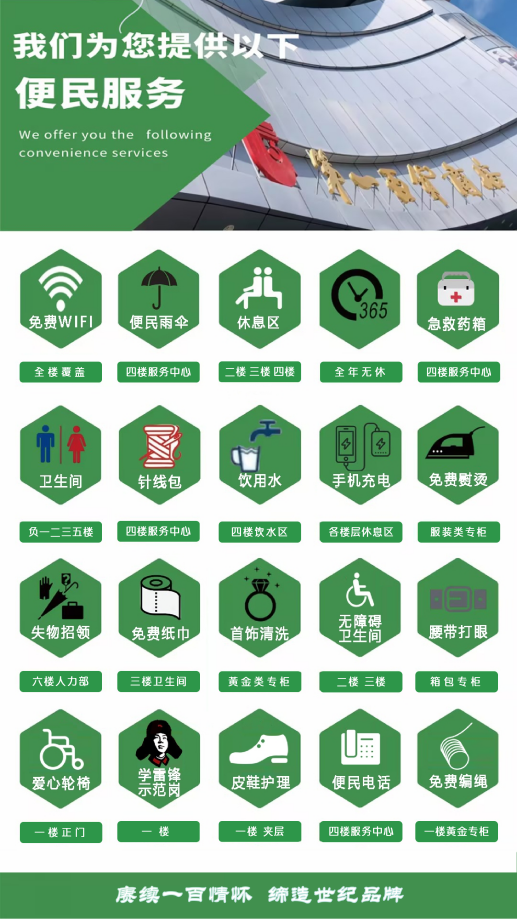 我们为您提供以下
便民服务
We offer you the following
convenience services
免费WIFI
便民雨伞
休息区
365
急救药箱
全楼覆盖
四楼服务中心
二楼 三楼 四楼
全年无休
四楼服务中心
卫生间
针线包
饮用水
手机充电
免费熨烫
负一二三五楼
四楼服务中心
四楼饮水区
各楼层休息区
服装类专柜
失物招领
免费纸巾
首饰清洗
无障碍
卫生间
腰带打眼
六楼人力部
三楼卫生间
黄金类专柜
二楼 三楼
箱包专柜
爱心轮椅
学雷锋
示范岗
皮鞋护理
便民电话
免费编绳
一楼正门
一 楼
一楼 夹层
四楼服务中心
一楼黄金专柜
赓续一百情怀 缔造世纪品牌